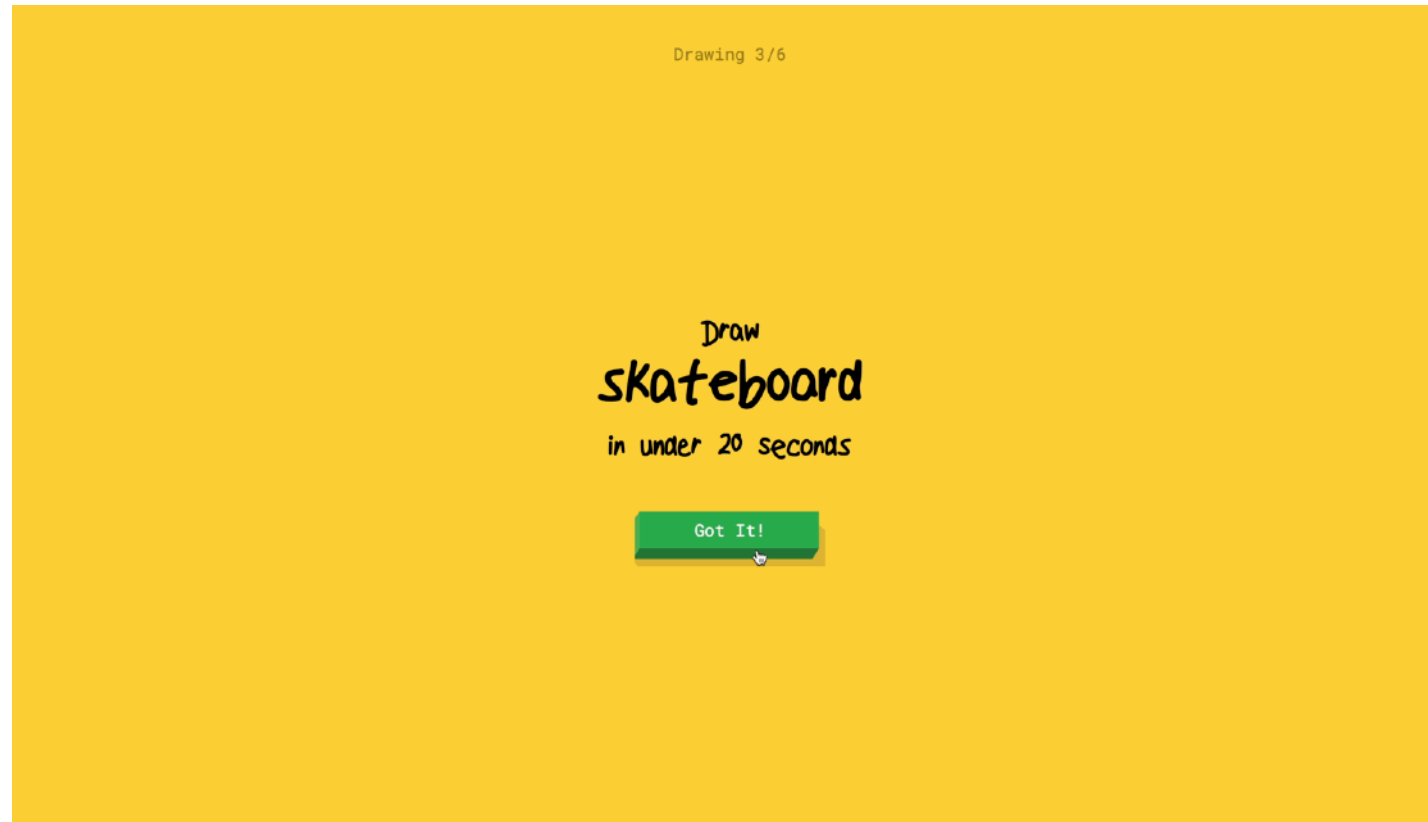 Drawing 3/6
Draw
skateboard
in under 20 seconds
Got It!